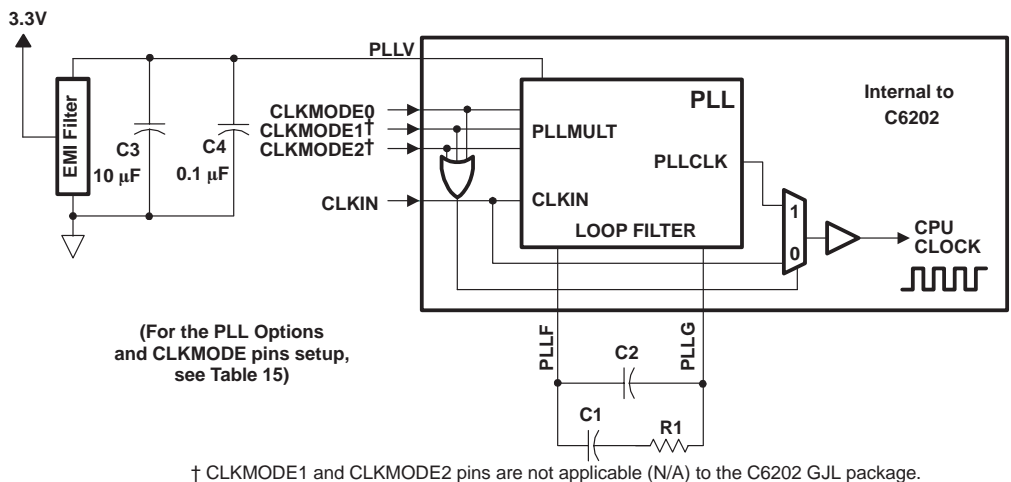 3.3V
PLLV
EMI Filter
C3
10 µF
C4
0.1 µF
CLKMODE0
CLKMODE1†
CLKMODE2†
CLKIN
PLL
PLLMULT
PLLCLK
CLKIN
LOOP FILTER
Internal to
C6202
1
0
CPU
CLOCK
(For the PLL Options
and CLKMODE pins setup,
see Table 15)
PLLF
PLLG
C2
C1
R1
† CLKMODE1 and CLKMODE2 pins are not applicable (N/A) to the C6202 GJL package.